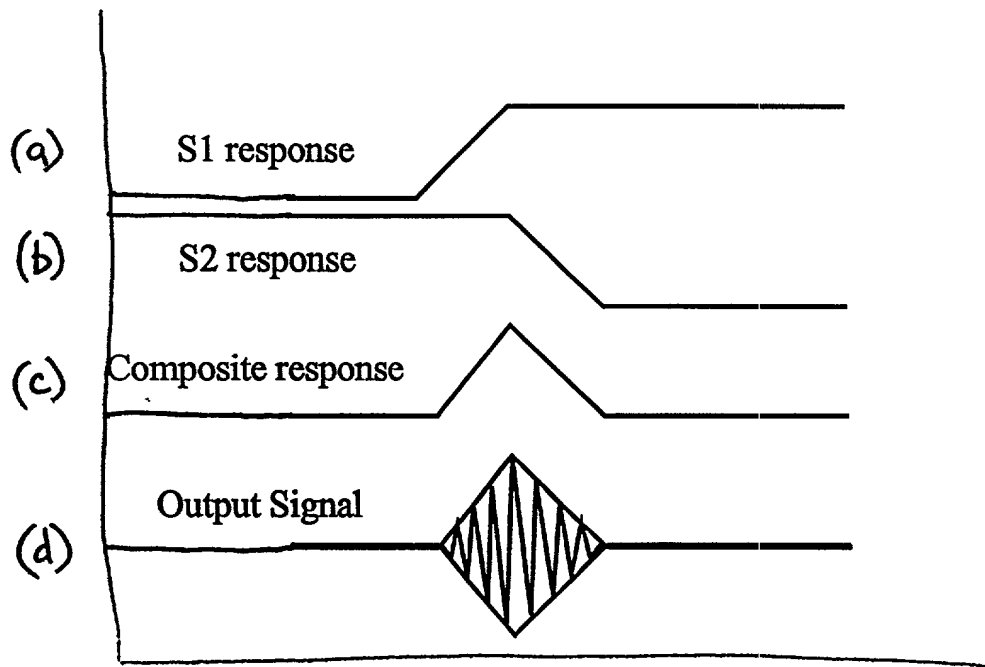 (a) S1 response
(b) S2 response
(c) Composite response
(d) Output Signal